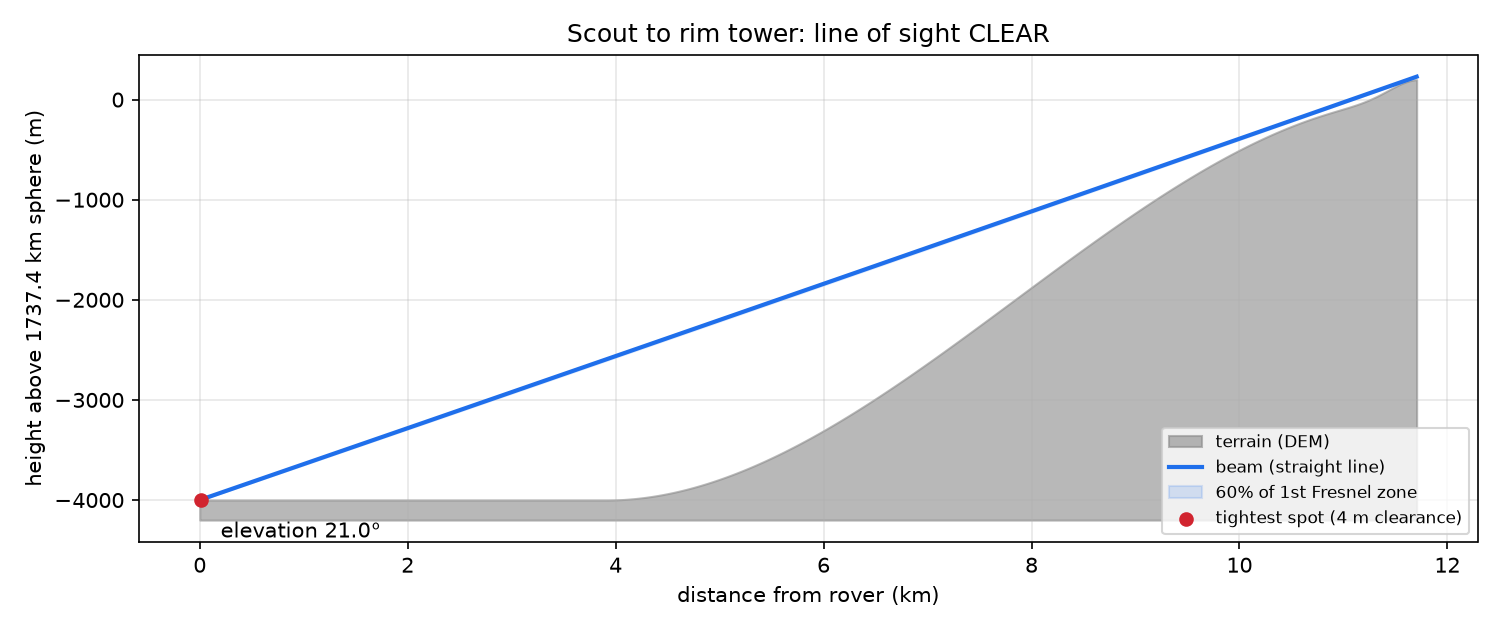 Scout to rim tower: line of sight CLEAR
height above 1737.4 km sphere (m)
0
−1000
−2000
−3000
−4000
elevation 21.0°
terrain (DEM)
beam (straight line)
60% of 1st Fresnel zone
tightest spot (4 m clearance)
0 2 4 6 8 10 12
distance from rover (km)